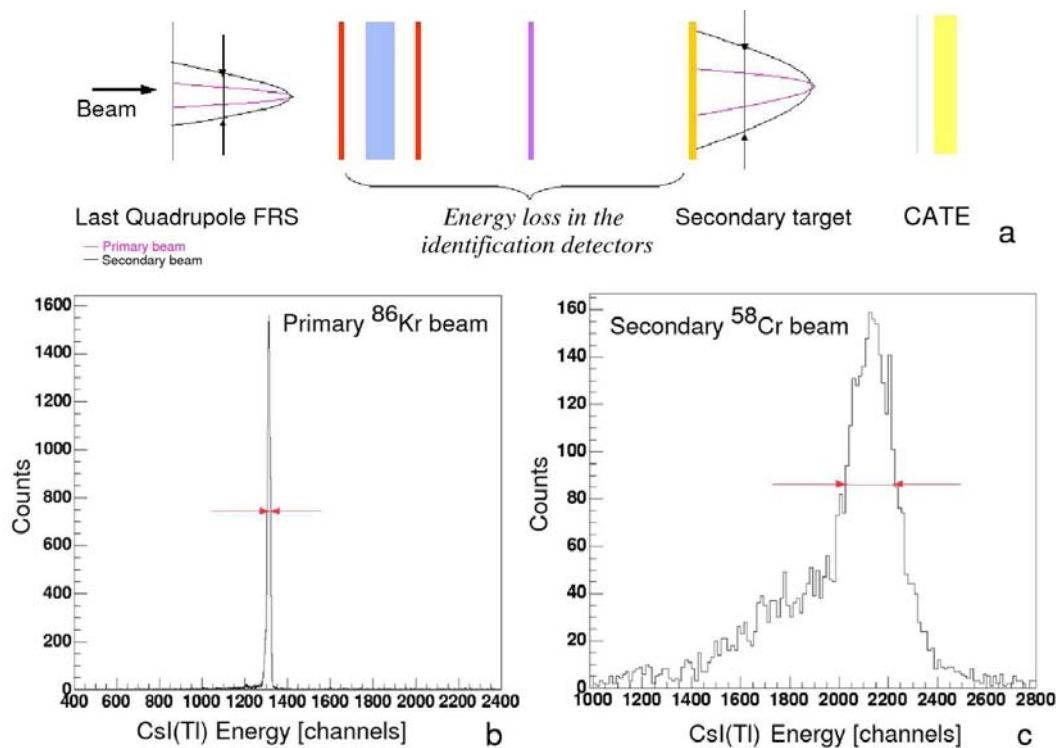 Beam
Last Quadrupole FRS
Energy loss in the
identification detectors
Secondary target
CATE
a
Primary beam
Secondary beam
1600
1400
1200
1000
800
600
400
200
0
Counts
Primary ⁸⁶Kr beam
400 600 800 1000 1200 1400 1600 1800 2000 2200 2400
CsI(Tl) Energy [channels]
b
160
140
120
100
80
60
40
20
0
Counts
Secondary ⁵⁸Cr beam
1000 1200 1400 1600 1800 2000 2200 2400 2600 2800
CsI(Tl) Energy [channels]
c